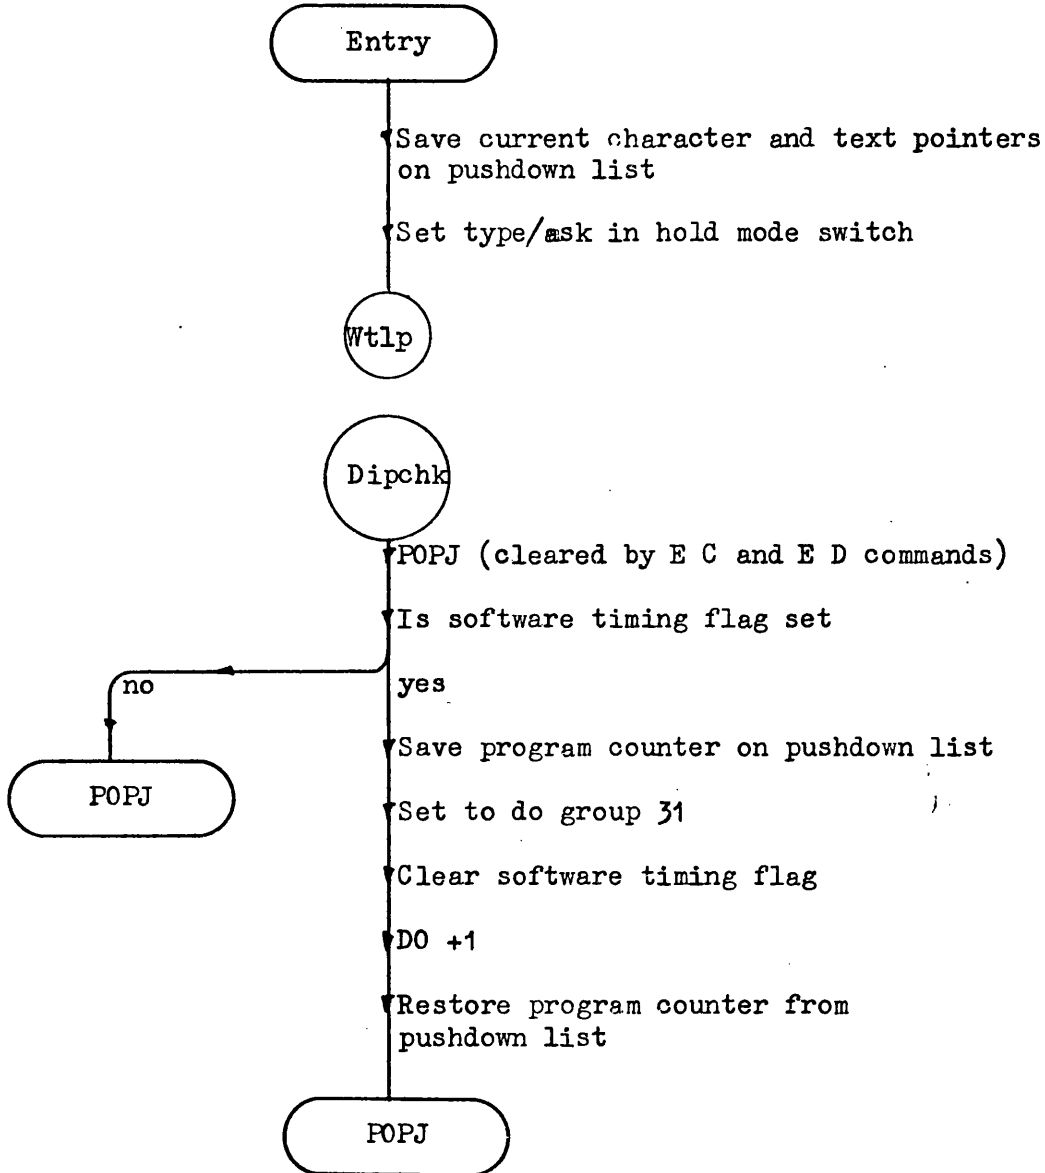 Entry
Save current character and text pointers
on pushdown list
Set type/ask in hold mode switch
Wtlp
Dipchk
POPJ (cleared by E C and E D commands)
Is software timing flag set
no
yes
Save program counter on pushdown list
POPJ
Set to do group 31
Clear software timing flag
DO +1
Restore program counter from
pushdown list
POPJ